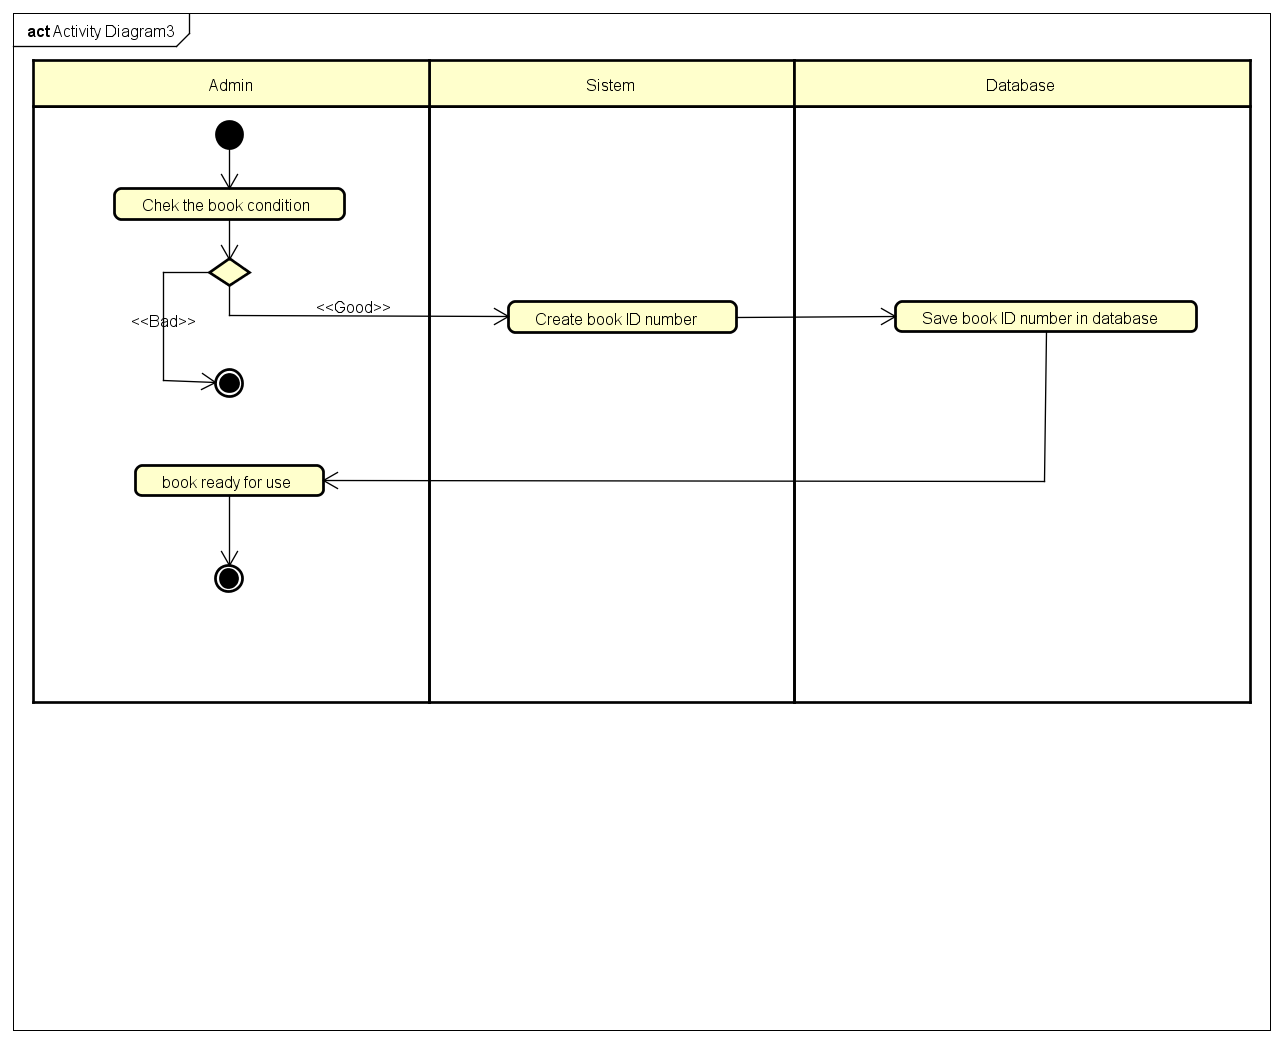 act Activity Diagram3
Admin
Sistem
Database
Chek the book condition
<<Good>>
<<Bad>>
Create book ID number
Save book ID number in database
book ready for use